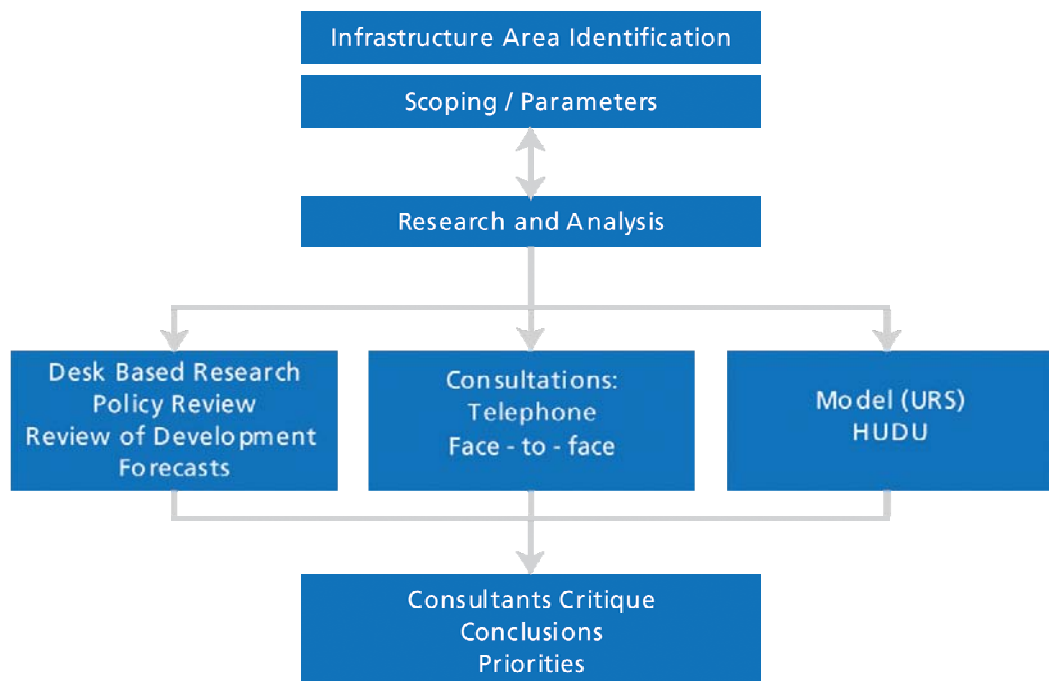 Infrastructure Area Identification
Scoping / Parameters
Research and Analysis
Desk Based Research
Policy Review
Review of Development
Forecasts
Consultations:
Telephone
Face - to - face
Model (URS)
HUDU
Consultants Critique
Conclusions
Priorities